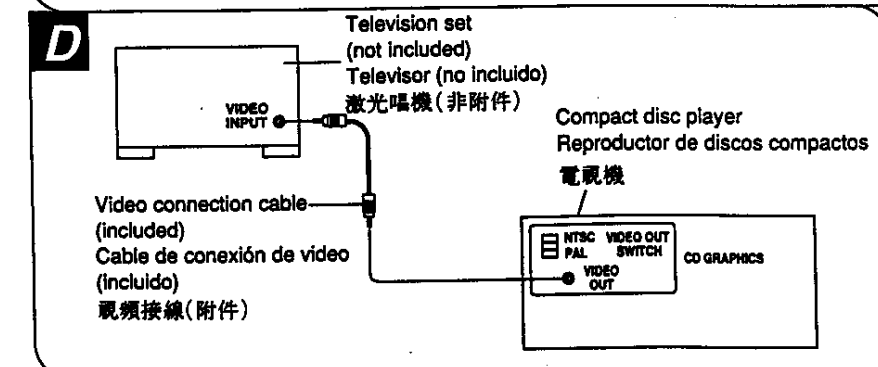 D
Television set
(not included)
Televisor (no incluido)
激光唱機(非附件)
VIDEO
INPUT
Compact disc player
Reproductor de discos compactos
電視機
Video connection cable
(included)
Cable de conexión de video
(incluido)
視頻接線(附件)
NTSC VIDEO OUT
PAL SWITCH
VIDEO
OUT
CD GRAPHICS